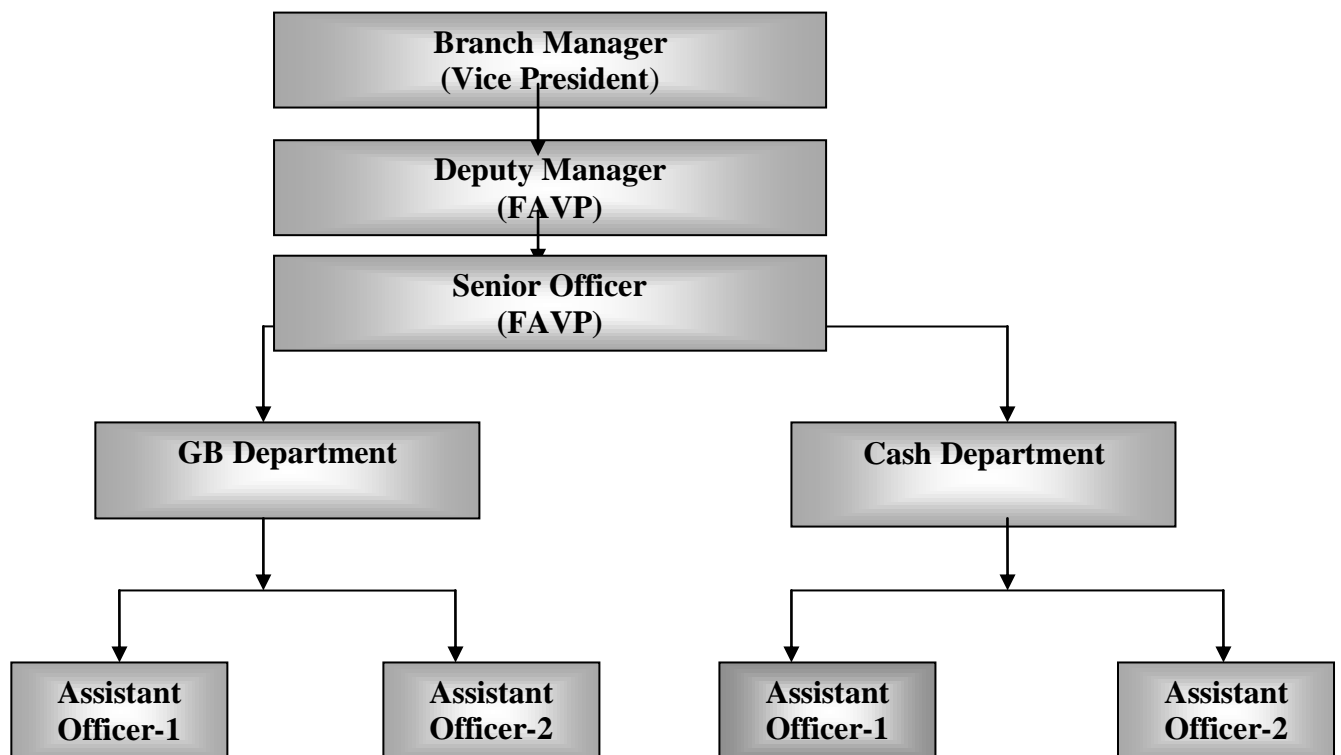 Branch Manager
(Vice President)
Deputy Manager
(FAVP)
Senior Officer
(FAVP)
GB Department
Cash Department
Assistant
Officer-1
Assistant
Officer-2
Assistant
Officer-1
Assistant
Officer-2